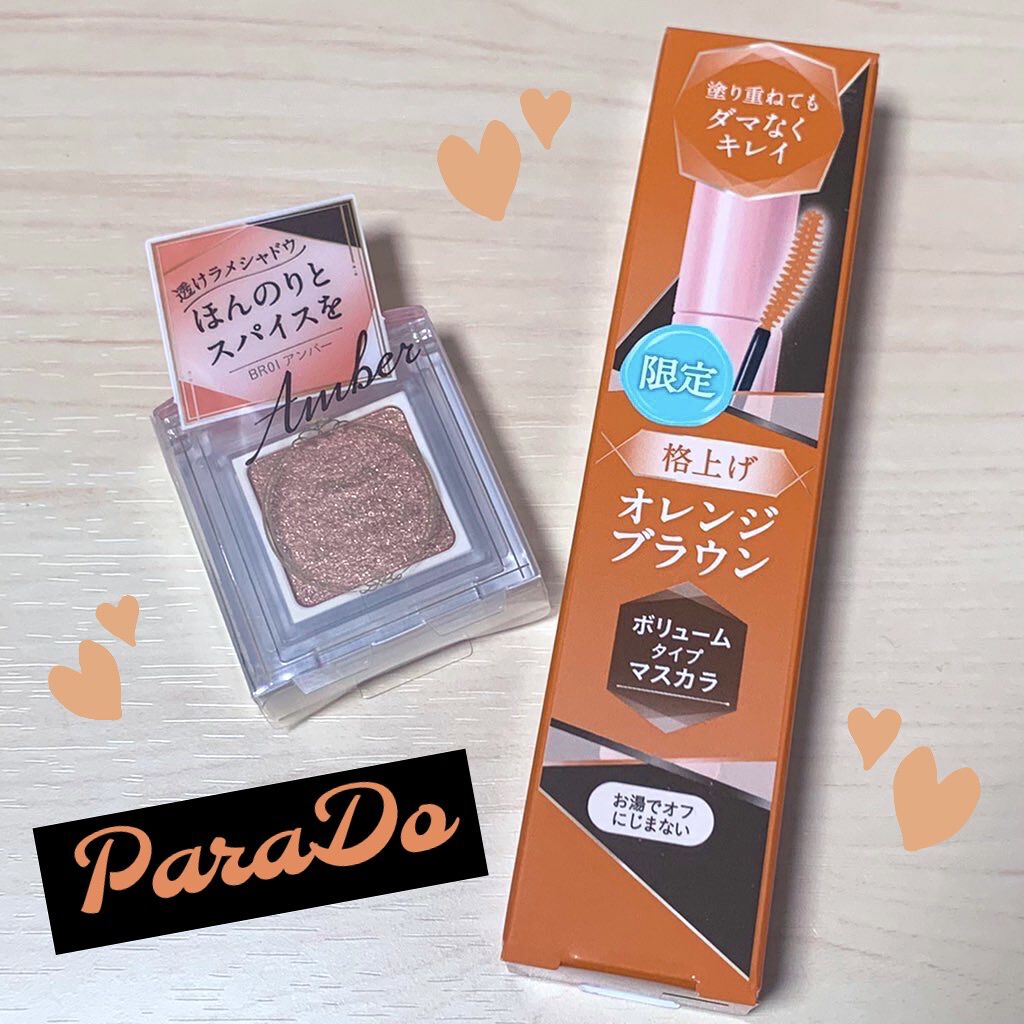 透けラメシャドウ
ほんのりと
スパイスを
BR01 アンバー
Amber
塗り重ねても
ダマなく
キレイ
限定
格上げ
オレンジ
ブラウン
ボリューム
タイプ
マスカラ
お湯でオフ
にじまない
ParaDo